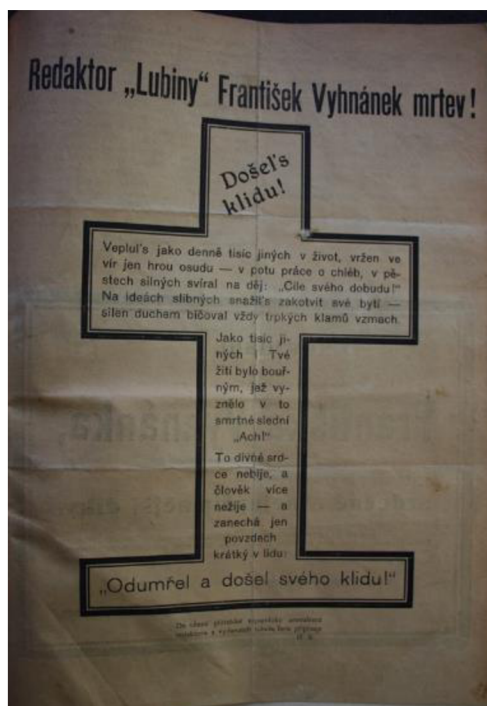 Redaktor „Lubiny“ František Vyhnánek mrtev!
Došel's
klidu!
Veplul's jako denně tisíc jiných v život, vržen ve
vír jen hrou osudu — v potu práce o chléb, v pě-
stech silných svíral na děj: „Cíle svého dobudu!“
Na ideách slibných snažil's zakotvit své bytí —
silen duchem bičoval vždy trpkých klamů vzmach.
Jako tisíc ji-
ných i Tvé
žití bylo bouř-
ným, jež vy-
znělo v to
smrtné slední
„Ach!“
To divné srd-
ce nebije, a
člověk více
nežije — a
zanechá jen
povzdech
krátký v lidu:
„Odumřel a došel svého klidu!“